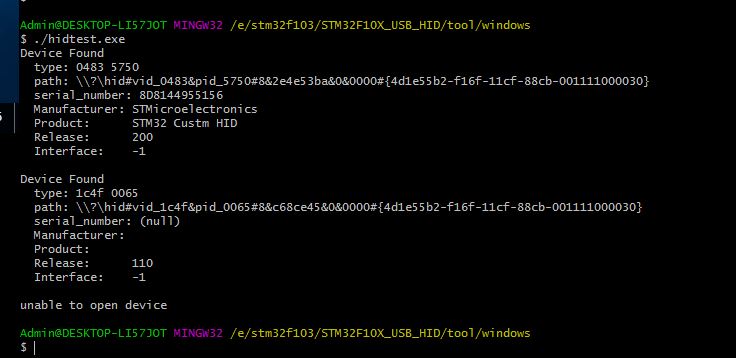 Admin@DESKTOP-LI57JOT MINGW32 /e/stm32f103/STM32F10X_USB_HID/tool/windows
$ ./hidtest.exe
Device Found
  type: 0483 5750
  path: \\?\hid#vid_0483&pid_5750#8&2e4e53ba&0&0000#{4d1e55b2-f16f-11cf-88cb-001111000030}
  serial_number: 8D8144955156
  Manufacturer: STMicroelectronics
  Product:      STM32 Custm HID
  Release:      200
  Interface:    -1

Device Found
  type: 1c4f 0065
  path: \\?\hid#vid_1c4f&pid_0065#8&c68ce45&0&0000#{4d1e55b2-f16f-11cf-88cb-001111000030}
  serial_number: (null)
  Manufacturer:
  Product:
  Release:      110
  Interface:    -1

unable to open device

Admin@DESKTOP-LI57JOT MINGW32 /e/stm32f103/STM32F10X_USB_HID/tool/windows
$